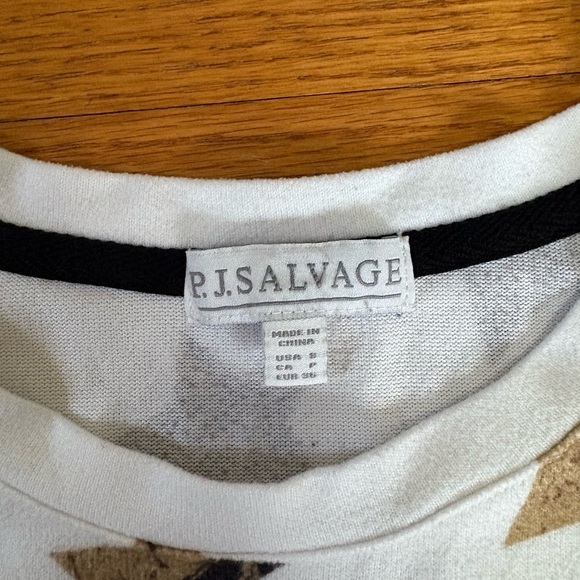 P.J.SALVAGE
MADE IN
CHINA
USA S
CA P
EUR 36